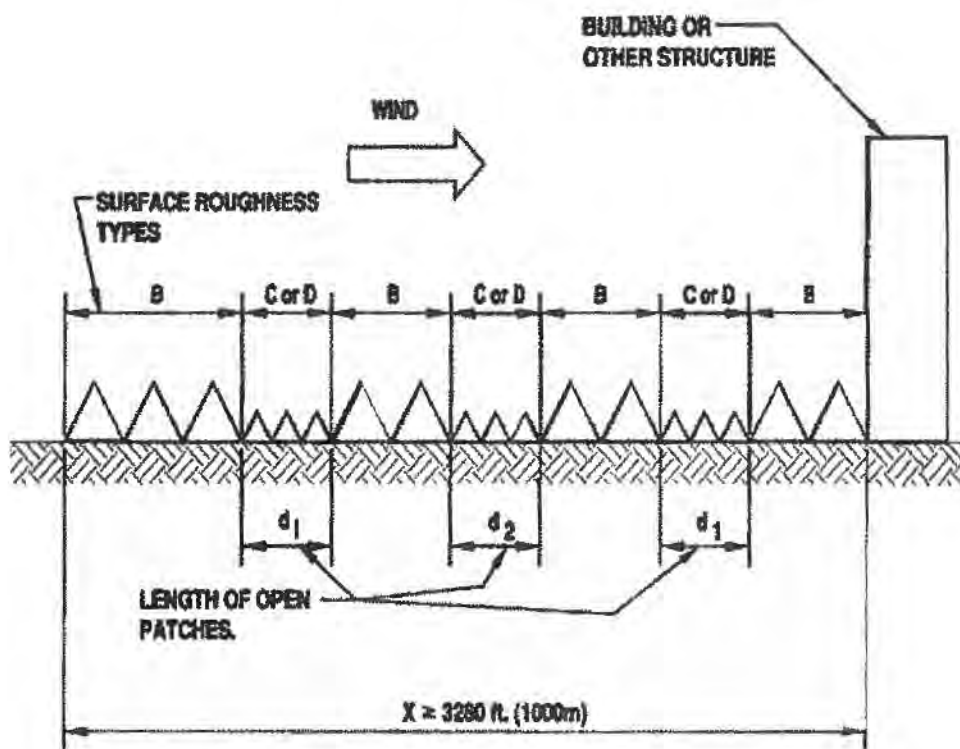 BUILDING OR
OTHER STRUCTURE
WIND
SURFACE ROUGHNESS
TYPES
B
C or D
B
C or D
B
C or D
B
d1
d2
d1
LENGTH OF OPEN
PATCHES.
X ≥ 3280 ft. (1000m)